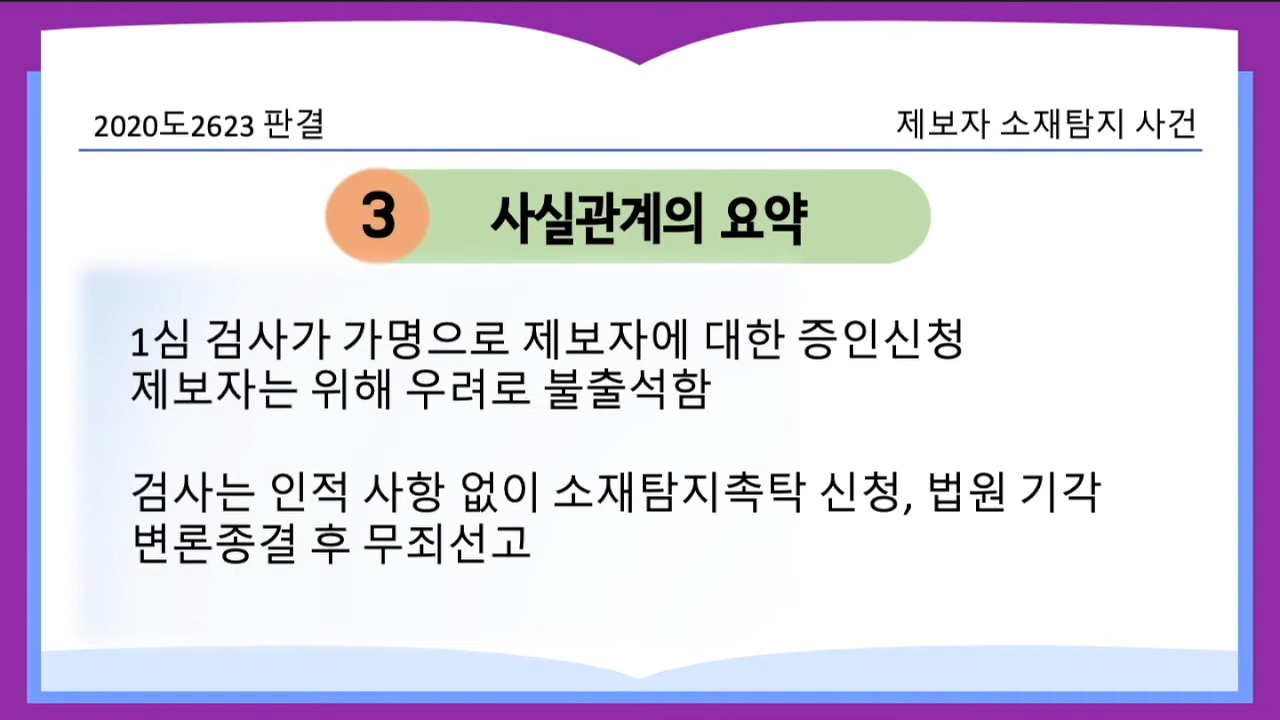 2020도2623 판결
제보자 소재탐지 사건
3 사실관계의 요약
1심 검사가 가명으로 제보자에 대한 증인신청
제보자는 위해 우려로 불출석함
검사는 인적 사항 없이 소재탐지촉탁 신청, 법원 기각
변론종결 후 무죄선고